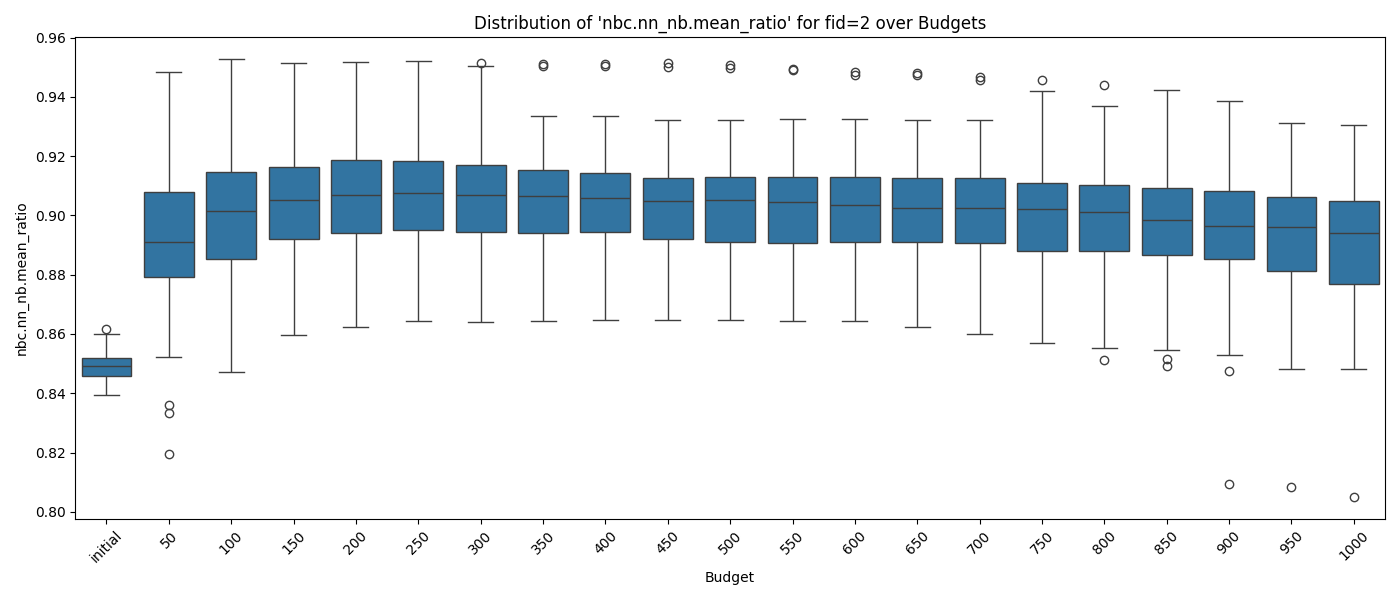 Distribution of 'nbc.nn_nb.mean_ratio' for fid=2 over Budgets
nbc.nn_nb.mean_ratio
0.96
0.94
0.92
0.90
0.88
0.86
0.84
0.82
0.80
initial 50 100 150 200 250 300 350 400 450 500 550 600 650 700 750 800 850 900 950 1000
Budget